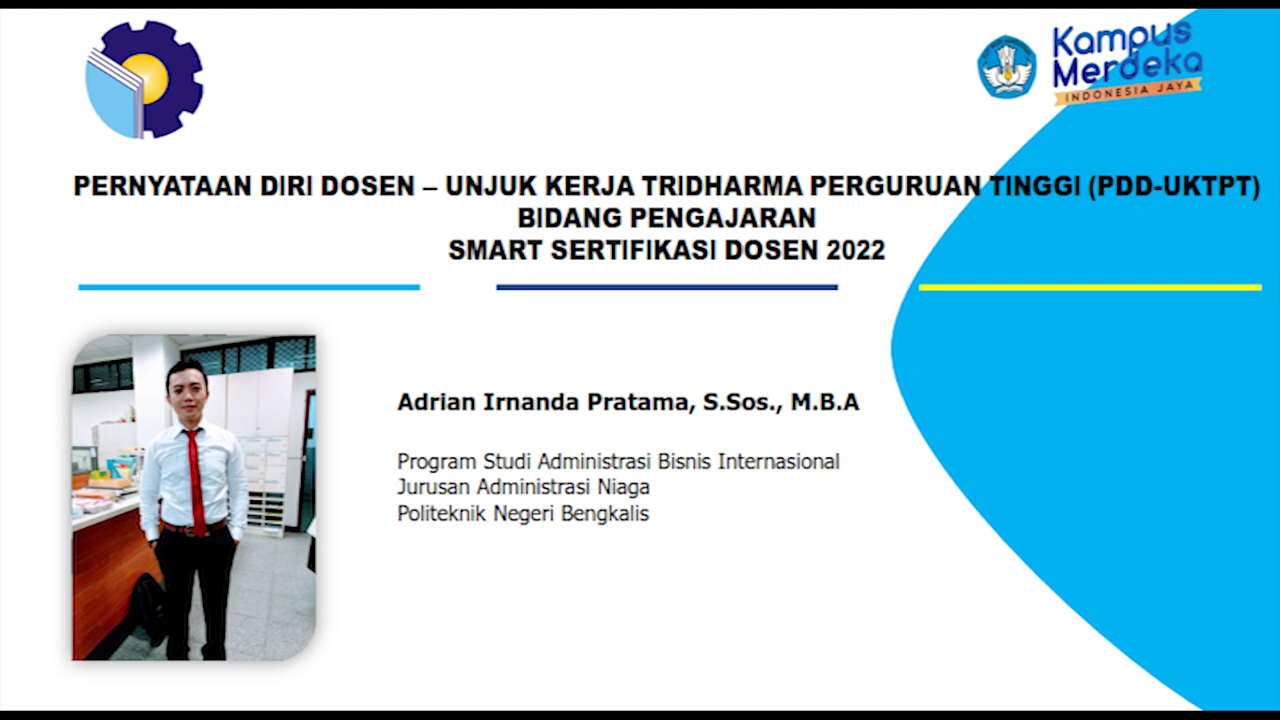 Kampus
Merdeka
INDONESIA JAYA
PERNYATAAN DIRI DOSEN – UNJUK KERJA TRIDHARMA PERGURUAN TINGGI (PDD-UKTPT)
BIDANG PENGAJARAN
SMART SERTIFIKASI DOSEN 2022
Adrian Irnanda Pratama, S.Sos., M.B.A
Program Studi Administrasi Bisnis Internasional
Jurusan Administrasi Niaga
Politeknik Negeri Bengkalis